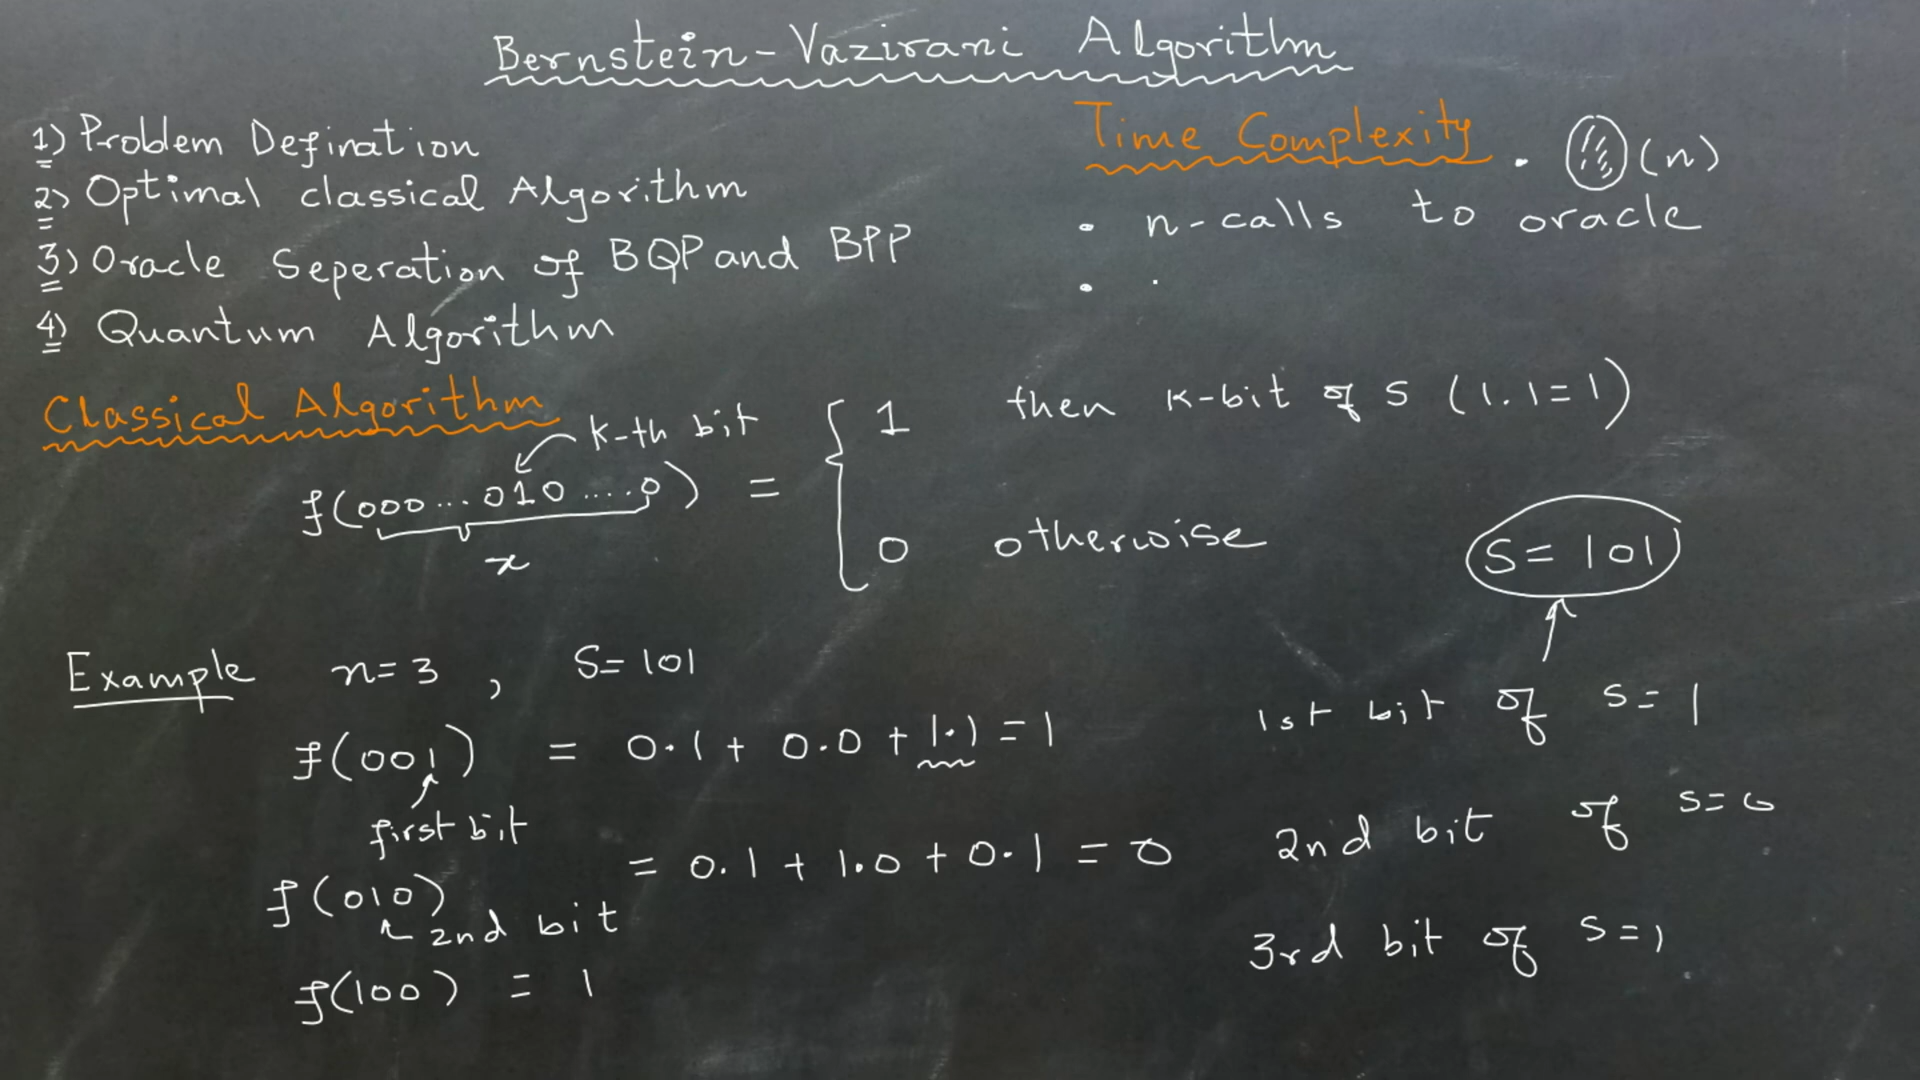 Bernstein-Vazirani Algorithm
1) Problem Defination
2) Optimal classical Algorithm
3) Oracle Seperation of BQP and BPP
4) Quantum Algorithm
Time Complexity . (n)
• n-calls to oracle
Classical Algorithm
K-th bit
f(000...010....0) = { 1 then K-bit of S (1.1=1)
0 otherwise
x
S = 101
Example n=3, S=101
f(001) = 0.1 + 0.0 + 1.1 = 1
first bit
1st bit of S = 1
f(010) = 0.1 + 1.0 + 0.1 = 0
2nd bit
2nd bit of S=0
f(100) = 1
3rd bit of S=1